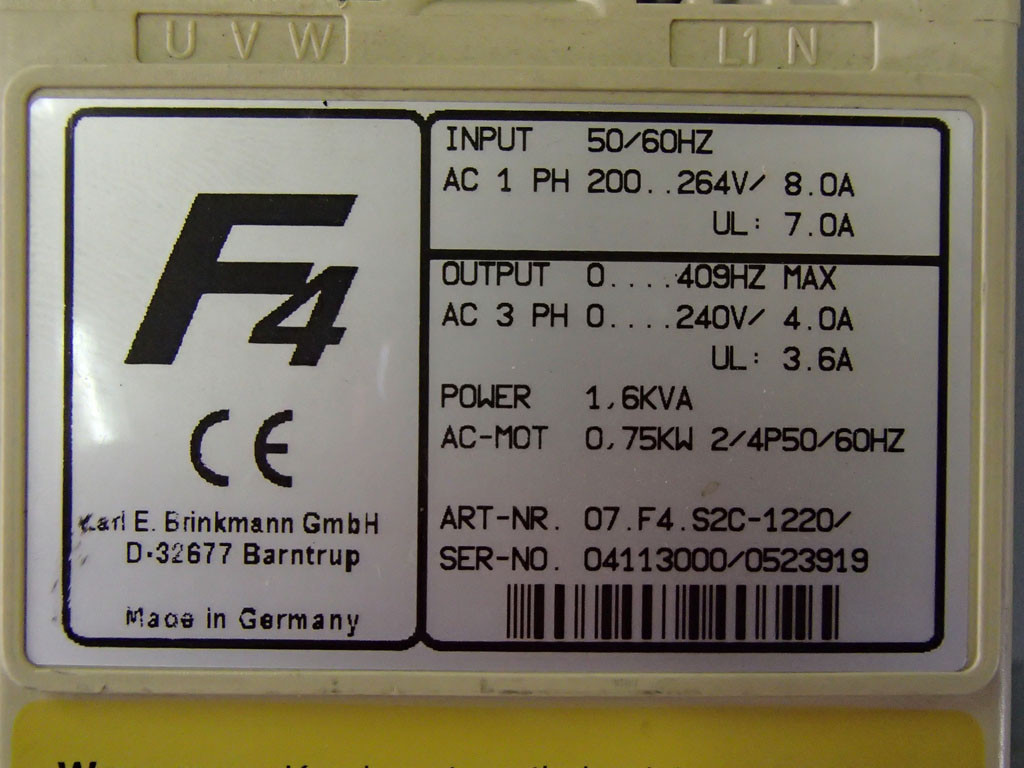 U V W
L1 N
F4
CE
Karl E. Brinkmann GmbH
D-32677 Barntrup
Made in Germany
INPUT 50/60HZ
AC 1 PH 200..264V/ 8.0A
UL: 7.0A
OUTPUT 0....409HZ MAX
AC 3 PH 0....240V/ 4.0A
UL: 3.6A
POWER 1,6KVA
AC-MOT 0,75KW 2/4P50/60HZ
ART-NR. 07.F4.S2C-1220/
SER-NO. 04113000/0523919